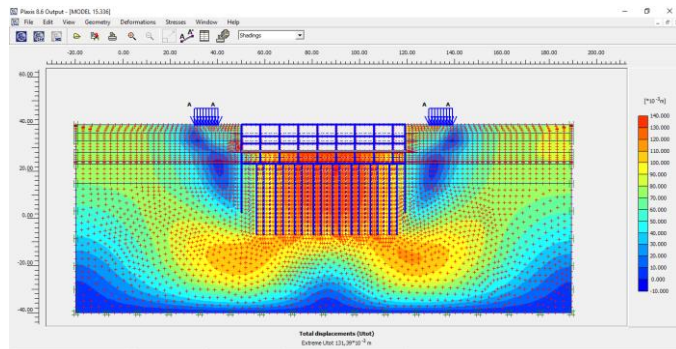 Plaxis 8.6 Output - [MODEL 15.336]
File Edit View Geometry Deformations Stresses Window Help
Shadings
-20.00 0.00 20.00 40.00 60.00 80.00 100.00 120.00 140.00 160.00 180.00 200.00
60.00
40.00
20.00
0.00
-20.00
-40.00
A A A A
[*10⁻³m]
140.000
130.000
120.000
110.000
100.000
90.000
80.000
70.000
60.000
50.000
40.000
30.000
20.000
10.000
0.000
-10.000
Total displacements (Utot)
Extreme Utot 131,39*10⁻³ m